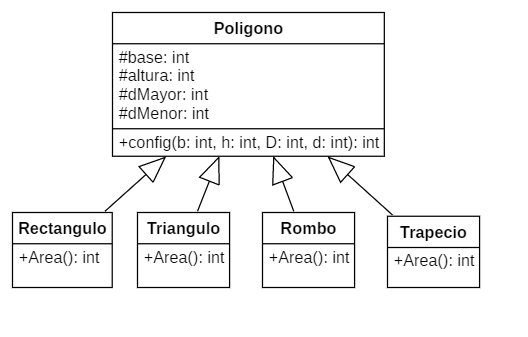 Poligono
#base: int
#altura: int
#dMayor: int
#dMenor: int
+config(b: int, h: int, D: int, d: int): int
Rectangulo
+Area(): int
Triangulo
+Area(): int
Rombo
+Area(): int
Trapecio
+Area(): int